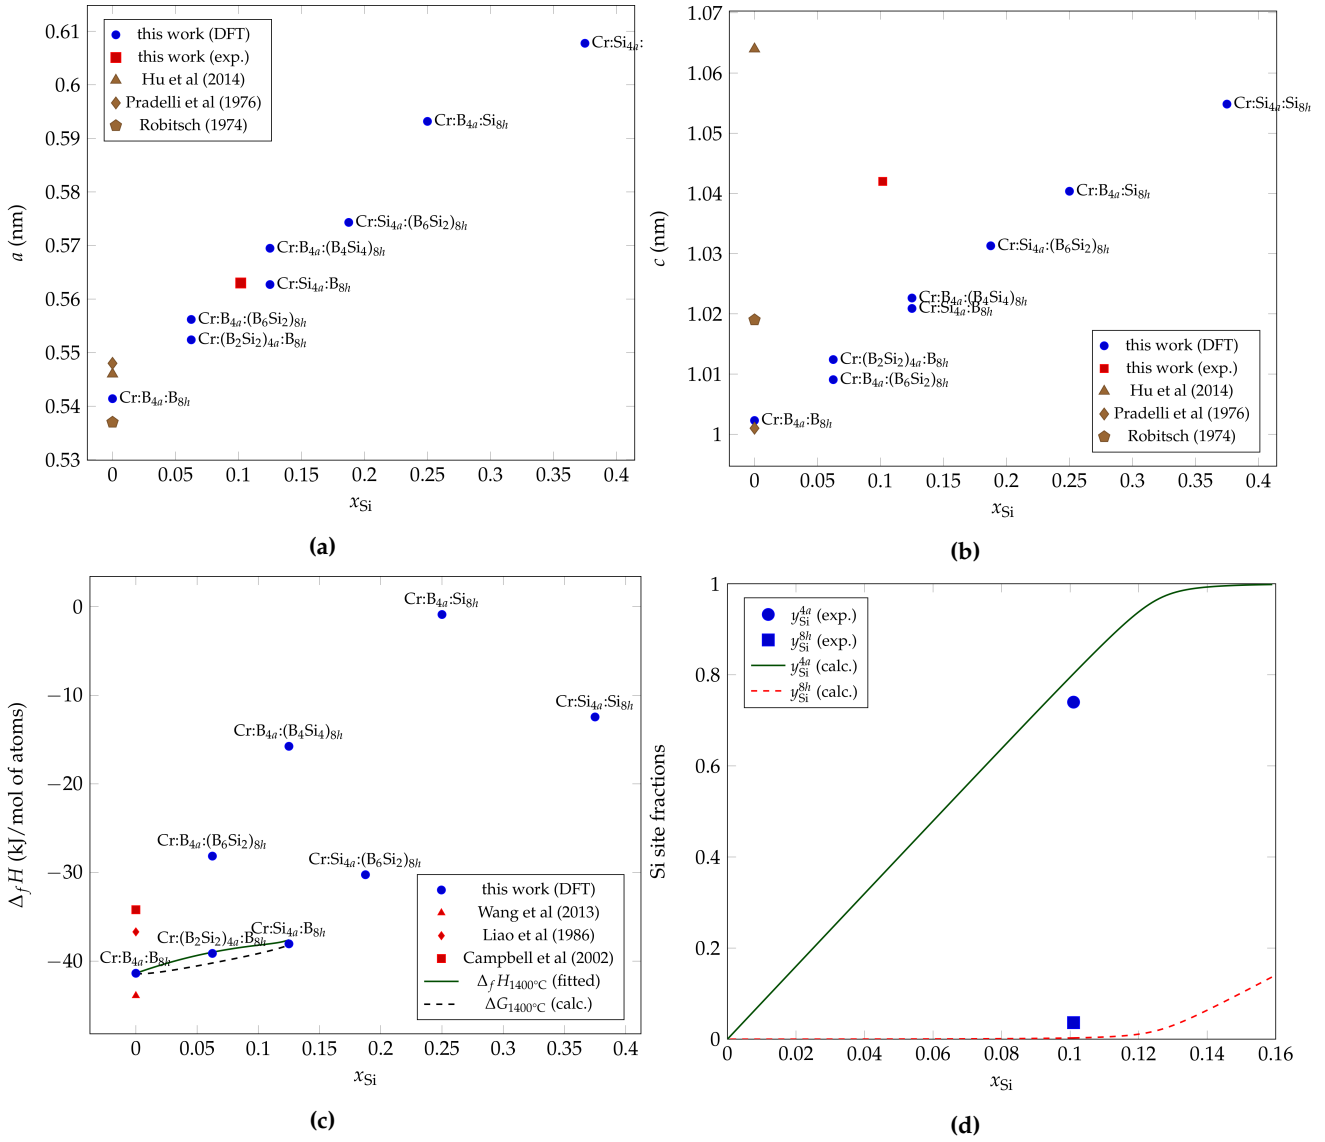 0.61
0.6
0.59
0.58
0.57
0.56
0.55
0.54
0.53
a (nm)
this work (DFT)
this work (exp.)
Hu et al (2014)
Pradelli et al (1976)
Robitsch (1974)
Cr:Si4a:
Cr:B4a:Si8h
Cr:Si4a:(B6Si2)8h
Cr:B4a:(B4Si4)8h
Cr:Si4a:B8h
Cr:B4a:(B6Si2)8h
Cr:(B2Si2)4a:B8h
Cr:B4a:B8h
0 0.05 0.1 0.15 0.2 0.25 0.3 0.35 0.4
xSi
(a)
1.07
1.06
1.05
1.04
1.03
1.02
1.01
1
c (nm)
Cr:Si4a:Si8h
Cr:B4a:Si8h
Cr:Si4a:(B6Si2)8h
Cr:B4a:(B4Si4)8h
Cr:Si4a:B8h
Cr:(B2Si2)4a:B8h
Cr:B4a:(B6Si2)8h
Cr:B4a:B8h
this work (DFT)
this work (exp.)
Hu et al (2014)
Pradelli et al (1976)
Robitsch (1974)
0 0.05 0.1 0.15 0.2 0.25 0.3 0.35 0.4
xSi
(b)
0
−10
−20
−30
−40
ΔfH (kJ/mol of atoms)
Cr:B4a:Si8h
Cr:Si4a:Si8h
Cr:B4a:(B4Si4)8h
Cr:B4a:(B6Si2)8h
Cr:Si4a:(B6Si2)8h
Cr:Si4a:B8h
Cr:(B2Si2)4a:B8h
Cr:B4a:B8h
this work (DFT)
Wang et al (2013)
Liao et al (1986)
Campbell et al (2002)
ΔfH1400°C (fitted)
ΔG1400°C (calc.)
0 0.05 0.1 0.15 0.2 0.25 0.3 0.35 0.4
xSi
(c)
1
0.8
0.6
0.4
0.2
0
Si site fractions
y4aSi (exp.)
y8hSi (exp.)
y4aSi (calc.)
y8hSi (calc.)
0 0.02 0.04 0.06 0.08 0.1 0.12 0.14 0.16
xSi
(d)